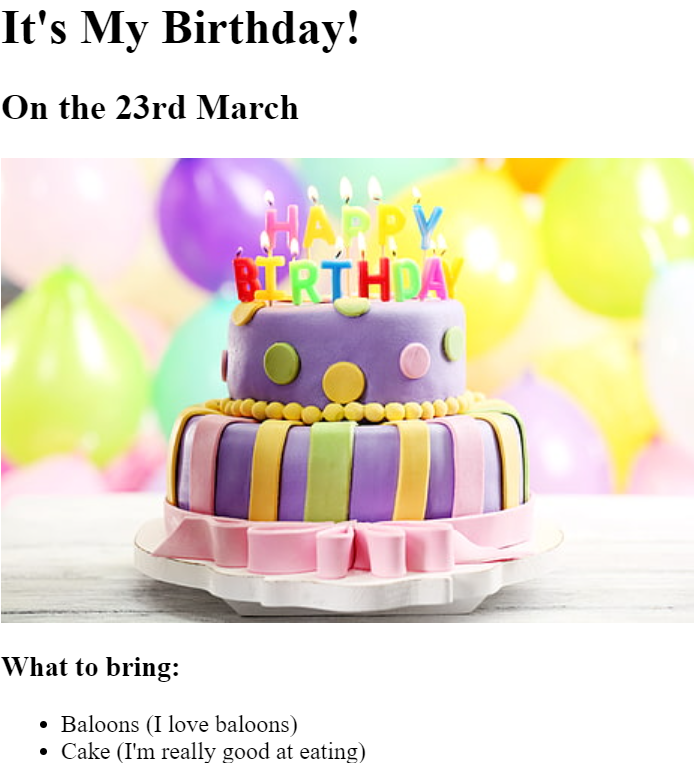 It's My Birthday!
On the 23rd March
HAPPY
BIRTHDAY
What to bring:
Baloons (I love baloons)
Cake (I'm really good at eating)